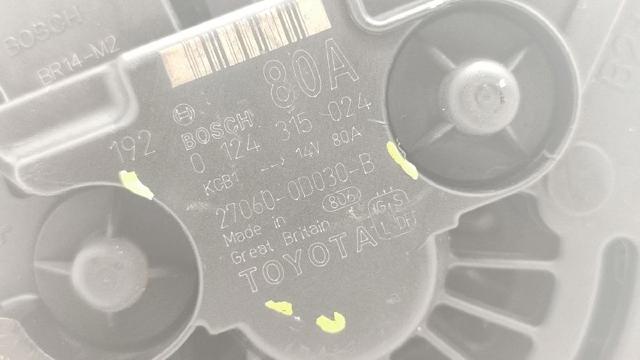 BOSCH
BR14-M2
80A
192
BOSCH
0 124 315 024
KCB1 --> 14V 80A
27060-0D030-B
Made in 806
Great Britain
TOYOTA